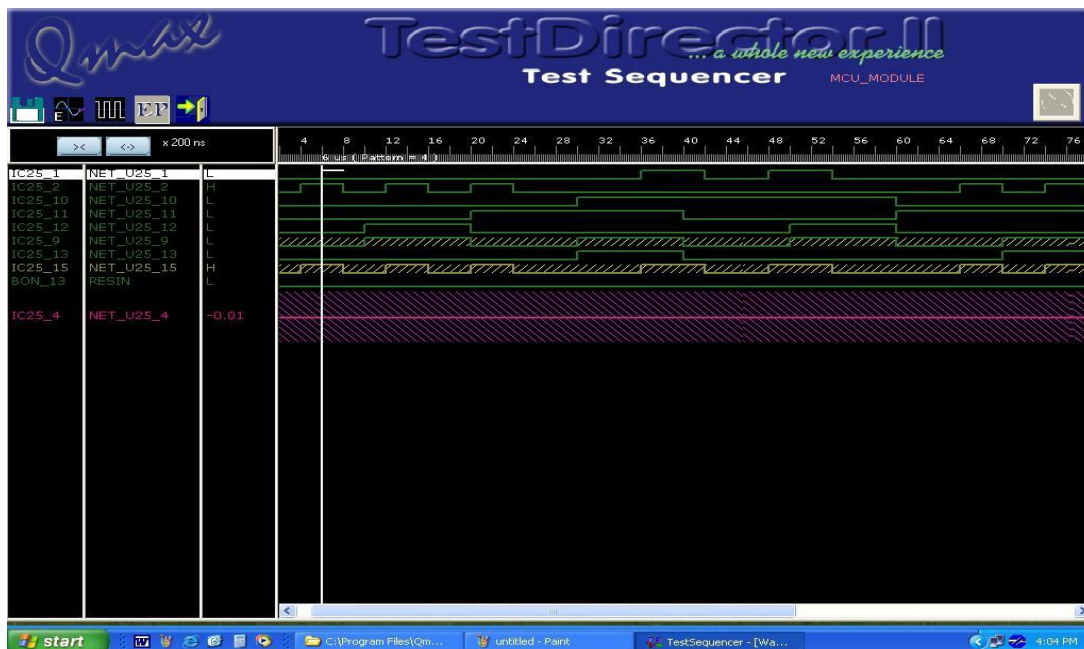 Qmax
TestDirector II
... a whole new experience
Test Sequencer MCU_MODULE
E EP
>< <-> x 200 ns
4 8 12 16 20 24 28 32 36 40 44 48 52 56 60 64 68 72 76
6 us ( Pattern = 4 )
IC25_1 NET_U25_1 L
IC25_2 NET_U25_2 H
IC25_10 NET_U25_10 L
IC25_11 NET_U25_11 L
IC25_12 NET_U25_12 L
IC25_9 NET_U25_9 L
IC25_13 NET_U25_13 L
IC25_15 NET_U25_15 H
BON_13 RESIN L
IC25_4 NET_U25_4 -0.01
start C:\Program Files\Qm... untitled - Paint TestSequencer - [Wa... 4:04 PM